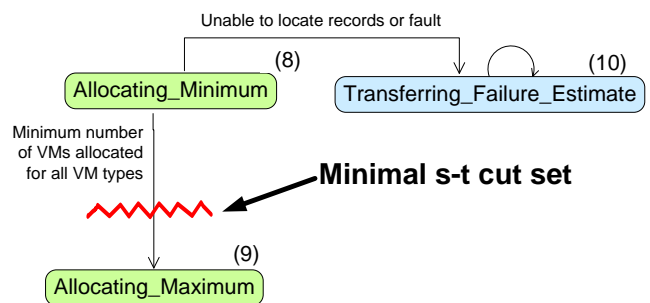 Unable to locate records or fault
(8)
(10)
Allocating_Minimum
Transferring_Failure_Estimate
Minimum number
of VMs allocated
for all VM types
Minimal s-t cut set
(9)
Allocating_Maximum